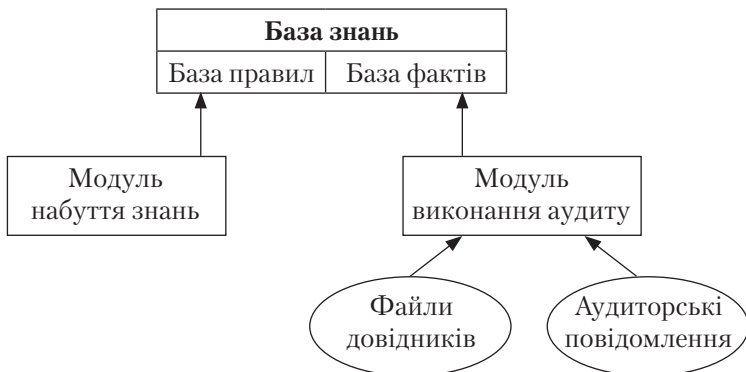 База знань
База правил
База фактів
Модуль
набуття знань
Модуль
виконання аудиту
Файли
довідників
Аудиторські
повідомлення